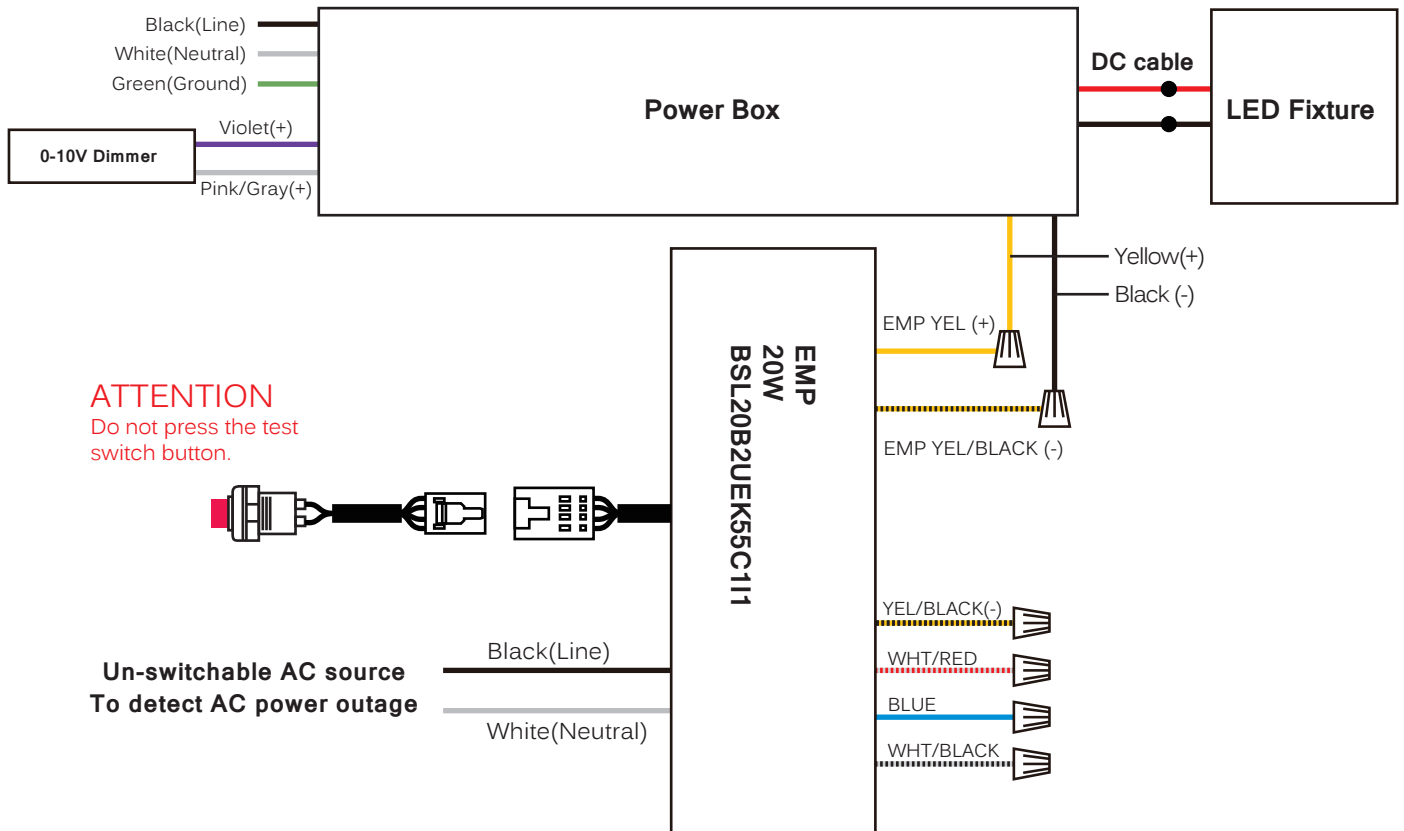 Black(Line)
White(Neutral)
Green(Ground)
Violet(+)
0-10V Dimmer
Pink/Gray(+)
Power Box
DC cable
LED Fixture
Yellow(+)
Black (-)
EMP YEL (+)
EMP YEL/BLACK (-)
EMP
20W
BSL20B2UEK55C1I1
ATTENTION
Do not press the test
switch button.
Un-switchable AC source
To detect AC power outage
Black(Line)
White(Neutral)
YEL/BLACK(-)
WHT/RED
BLUE
WHT/BLACK